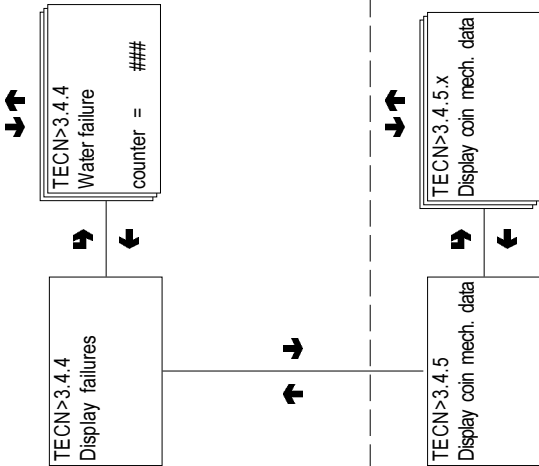 TECN>3.4.4
Display failures
TECN>3.4.4
Water failure
counter = ###
TECN>3.4.5
Display coin mech. data
TECN>3.4.5.x
Display coin mech. data